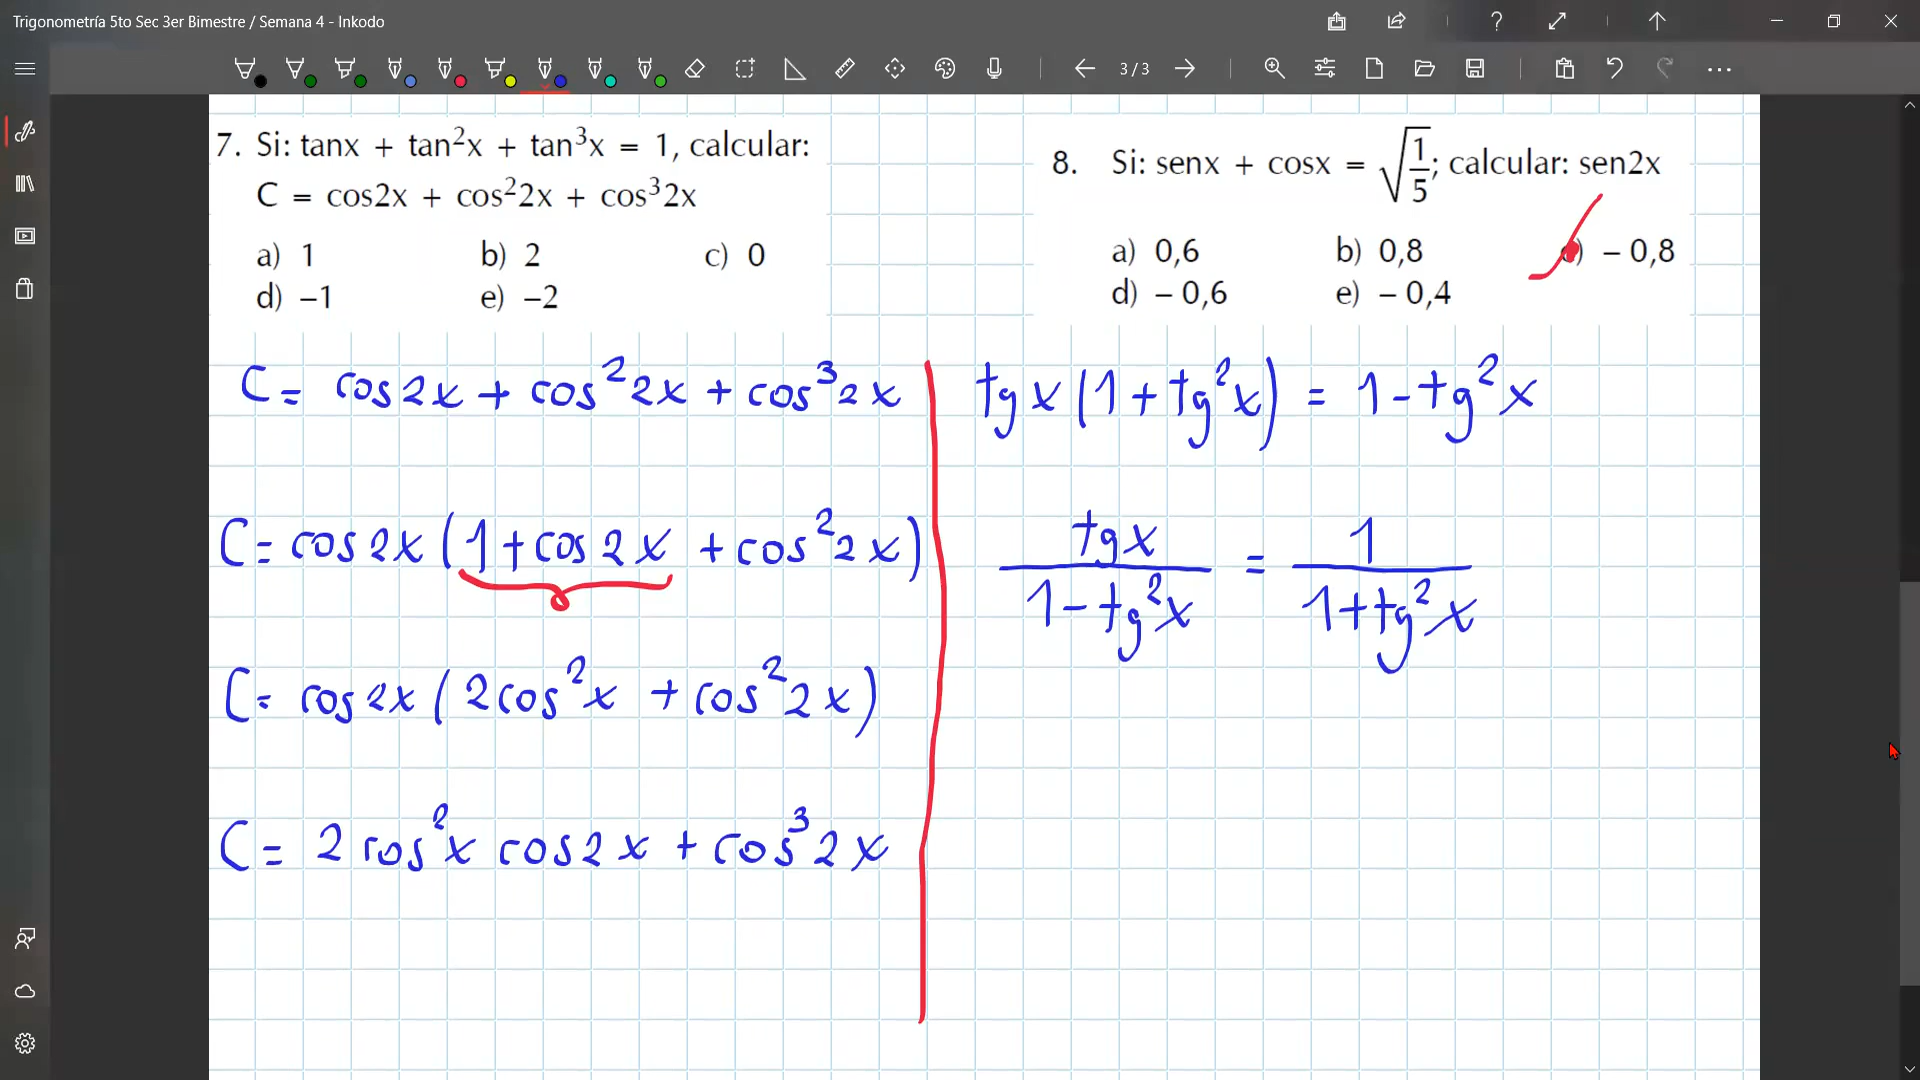 Trigonometría 5to Sec 3er Bimestre / Semana 4 - Inkodo
3 / 3
7. Si: tanx + tan²x + tan³x = 1, calcular:
C = cos2x + cos²2x + cos³2x
a) 1 b) 2 c) 0
d) –1 e) –2
8. Si: senx + cosx = √(1/5); calcular: sen2x
a) 0,6 b) 0,8 – 0,8
d) – 0,6 e) – 0,4
C = cos2x + cos²2x + cos³2x
C = cos2x (1 + cos2x + cos²2x)
C = cos2x (2cos²x + cos²2x)
C = 2cos²x cos2x + cos³2x
tgx (1 + tg²x) = 1 - tg²x
tgx / (1 - tg²x) = 1 / (1 + tg²x)